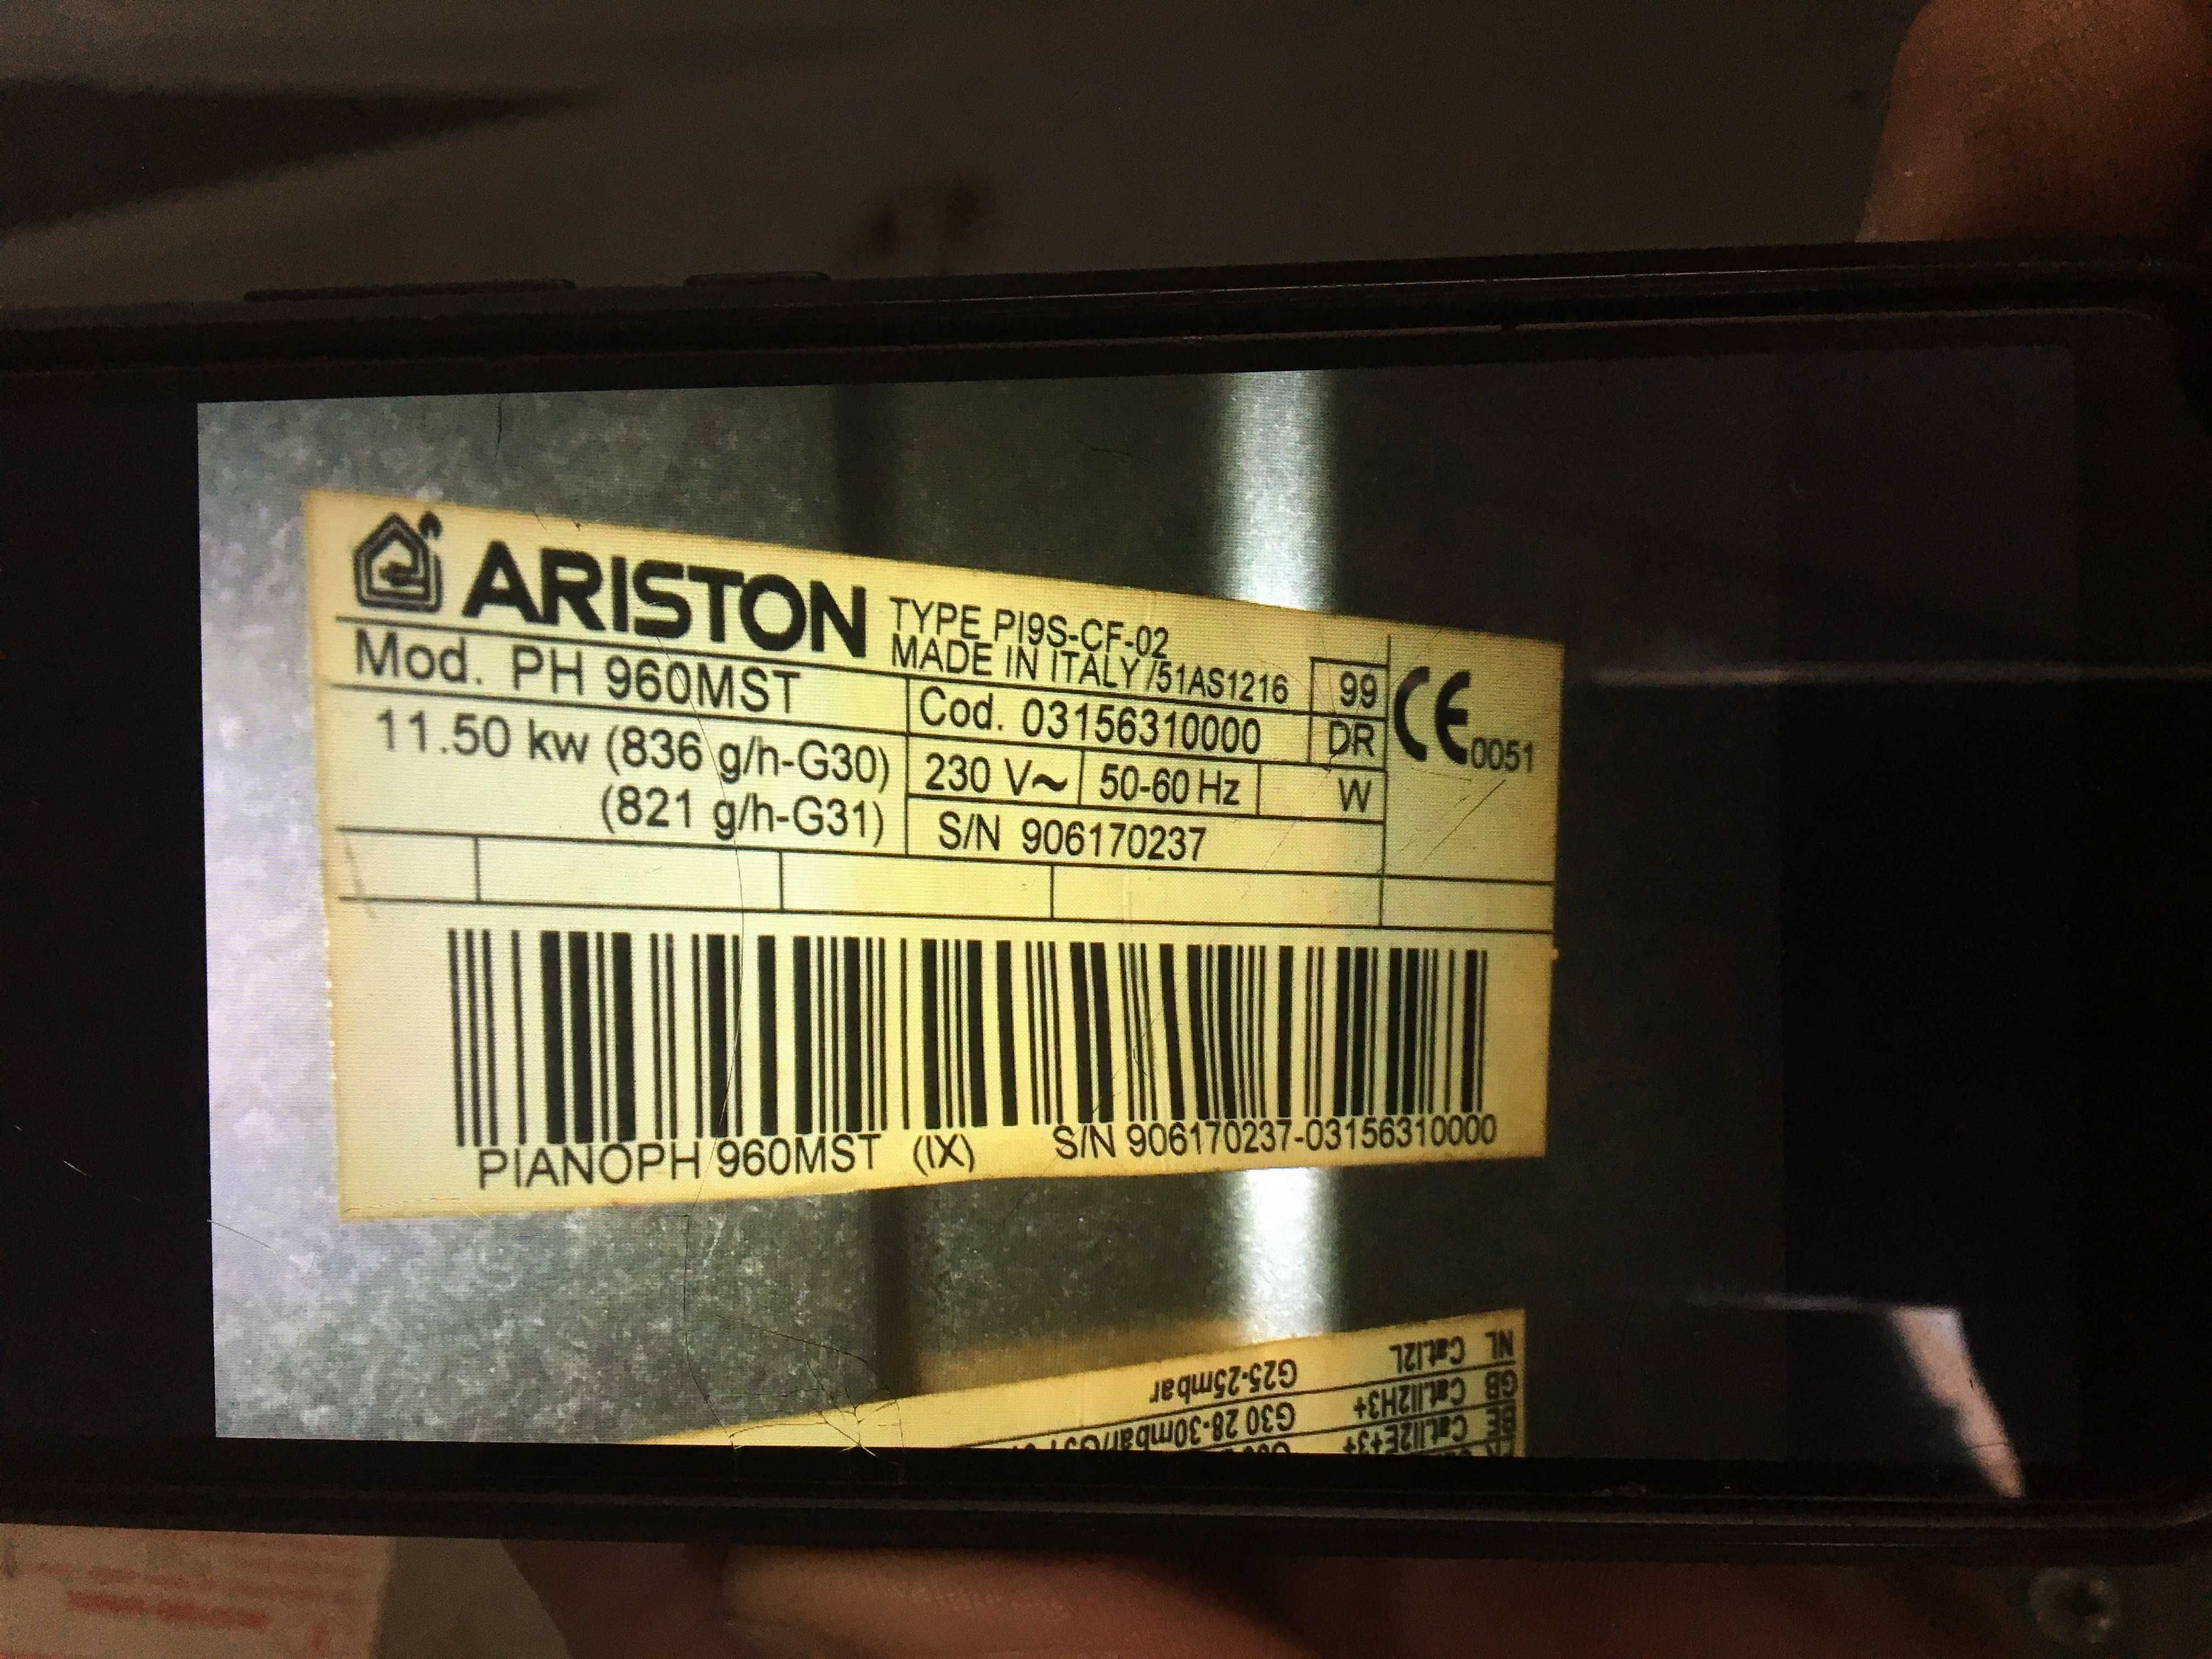 ARISTON TYPE PI9S-CF-02
MADE IN ITALY /51AS1216
99
CE 0051
Mod. PH 960MST
Cod. 03156310000
DR
11.50 kw (836 g/h-G30)
230 V~ 50-60 Hz W
(821 g/h-G31)
S/N 906170237
PIANOPH 960MST (IX) S/N 906170237-03156310000
NL Cat.I2L G25-25mbar
GB Cat.II2H3+ G30 28-30mbar/G31
BE Cat.II2E+3+